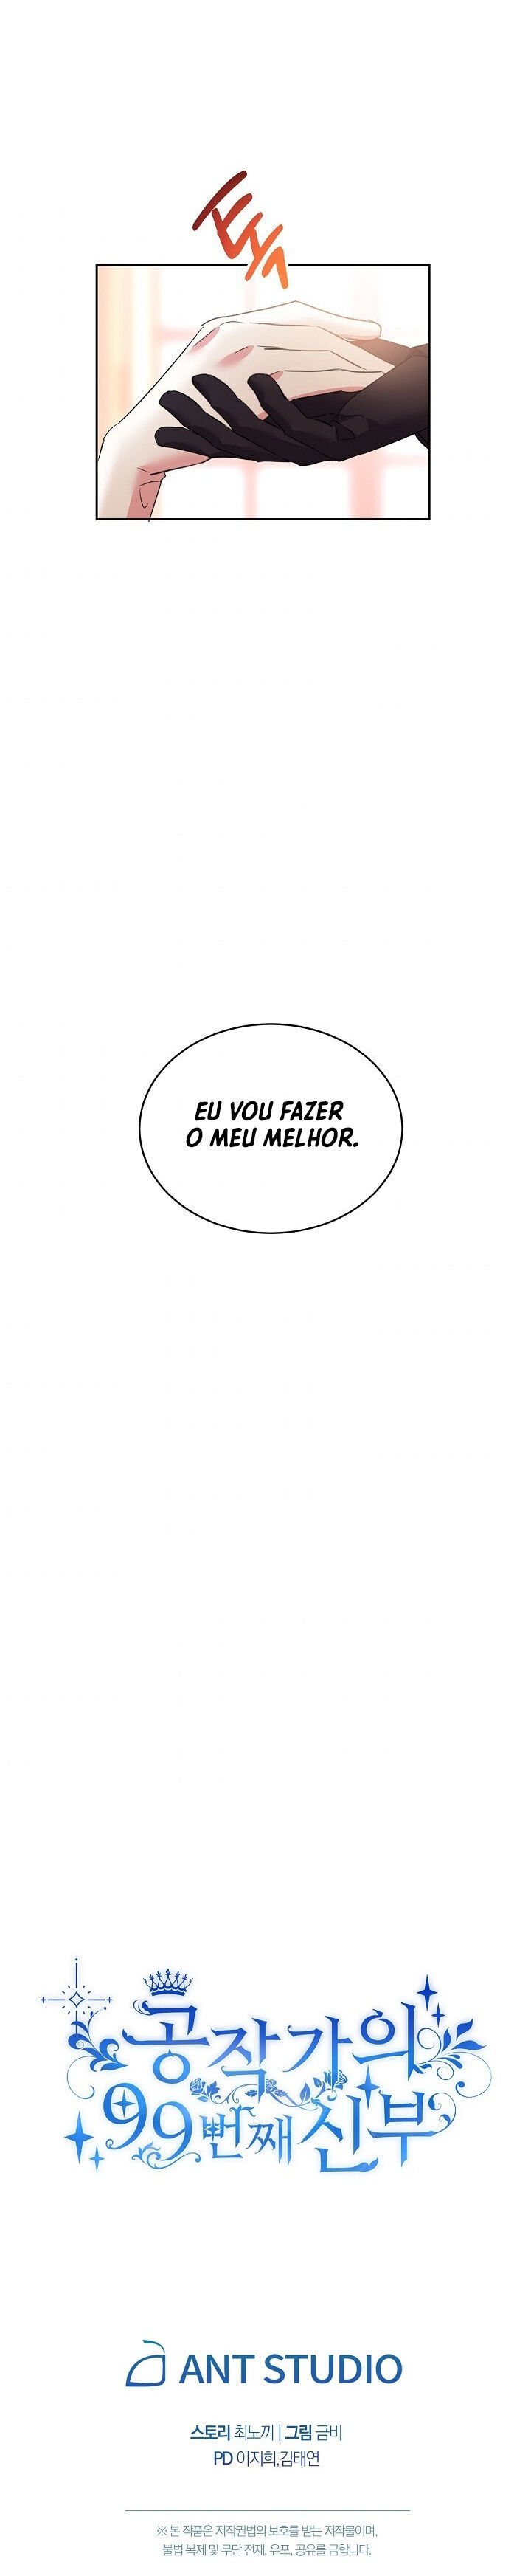 탁
EU VOU FAZER
O MEU MELHOR.
공작가의
99번째 신부
ANT STUDIO
스토리 최노끼 | 그림 금비
PD 이지희,김태연
※ 본 작품은 저작권법의 보호를 받는 저작물이며,
불법 복제 및 무단 전재, 유포, 공유를 금합니다.